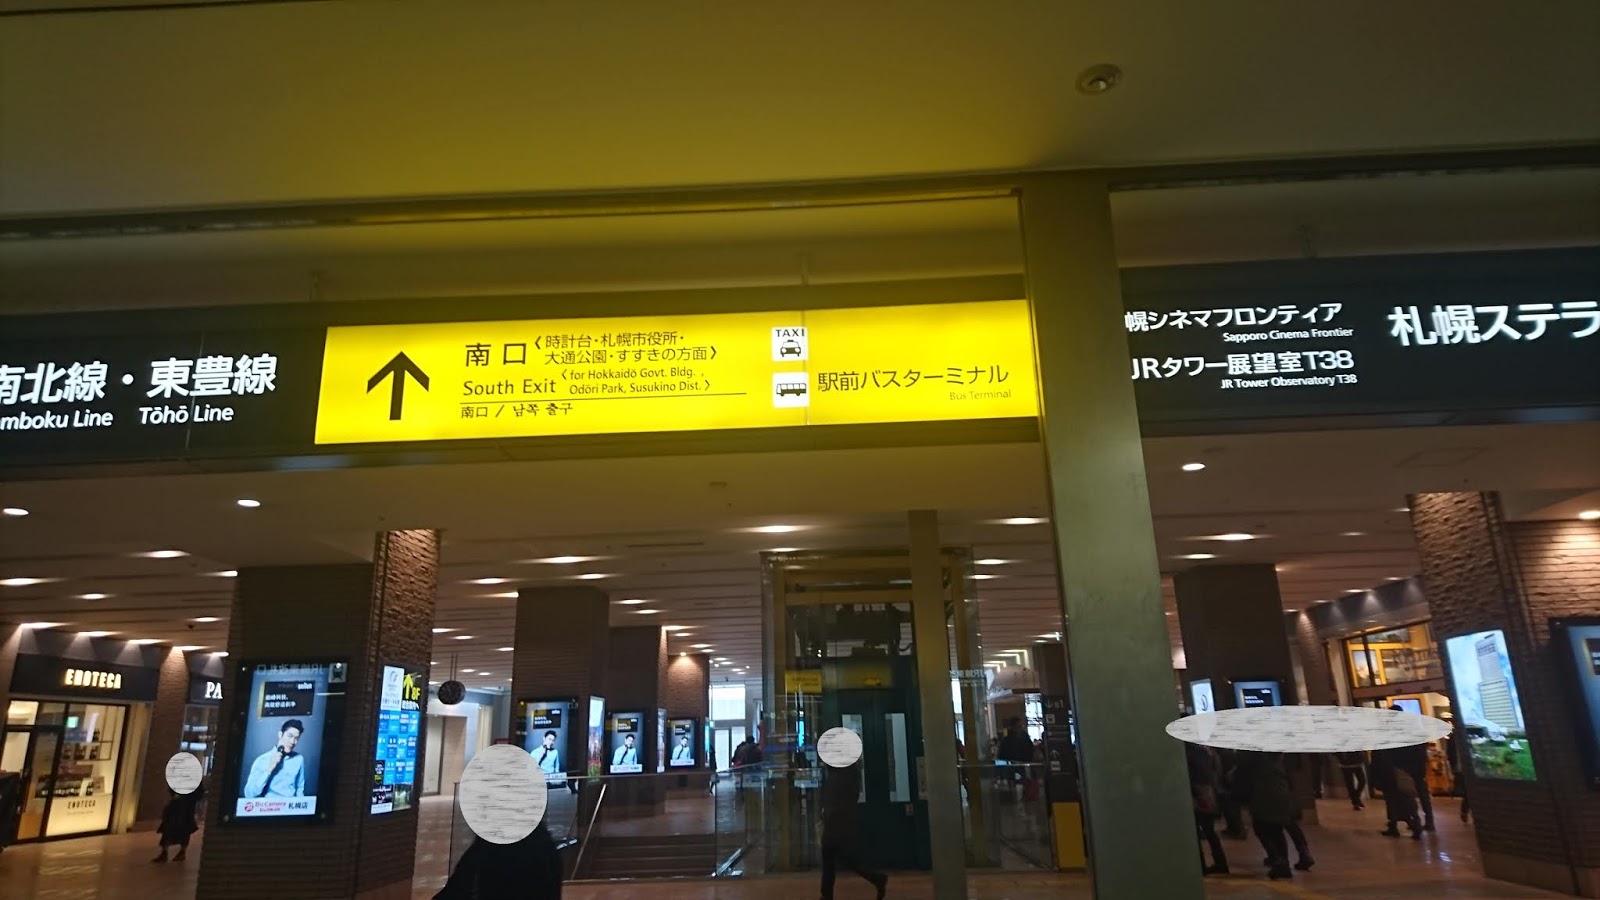 南北線・東豊線
mboku Line Tōhō Line
南口
〈時計台・札幌市役所・
大通公園・すすきの方面〉
South Exit
〈for Hokkaidō Govt. Bldg.,
Odōri Park, Susukino Dist.〉
南口 / 남쪽 출구
TAXI
駅前バスターミナル
Bus Terminal
幌シネマフロンティア
Sapporo Cinema Frontier
JRタワー展望室T38
JR Tower Observatory T38
札幌ステラ
ENOTECA
PA
8F
BicCamera 札幌店
ENOTECA